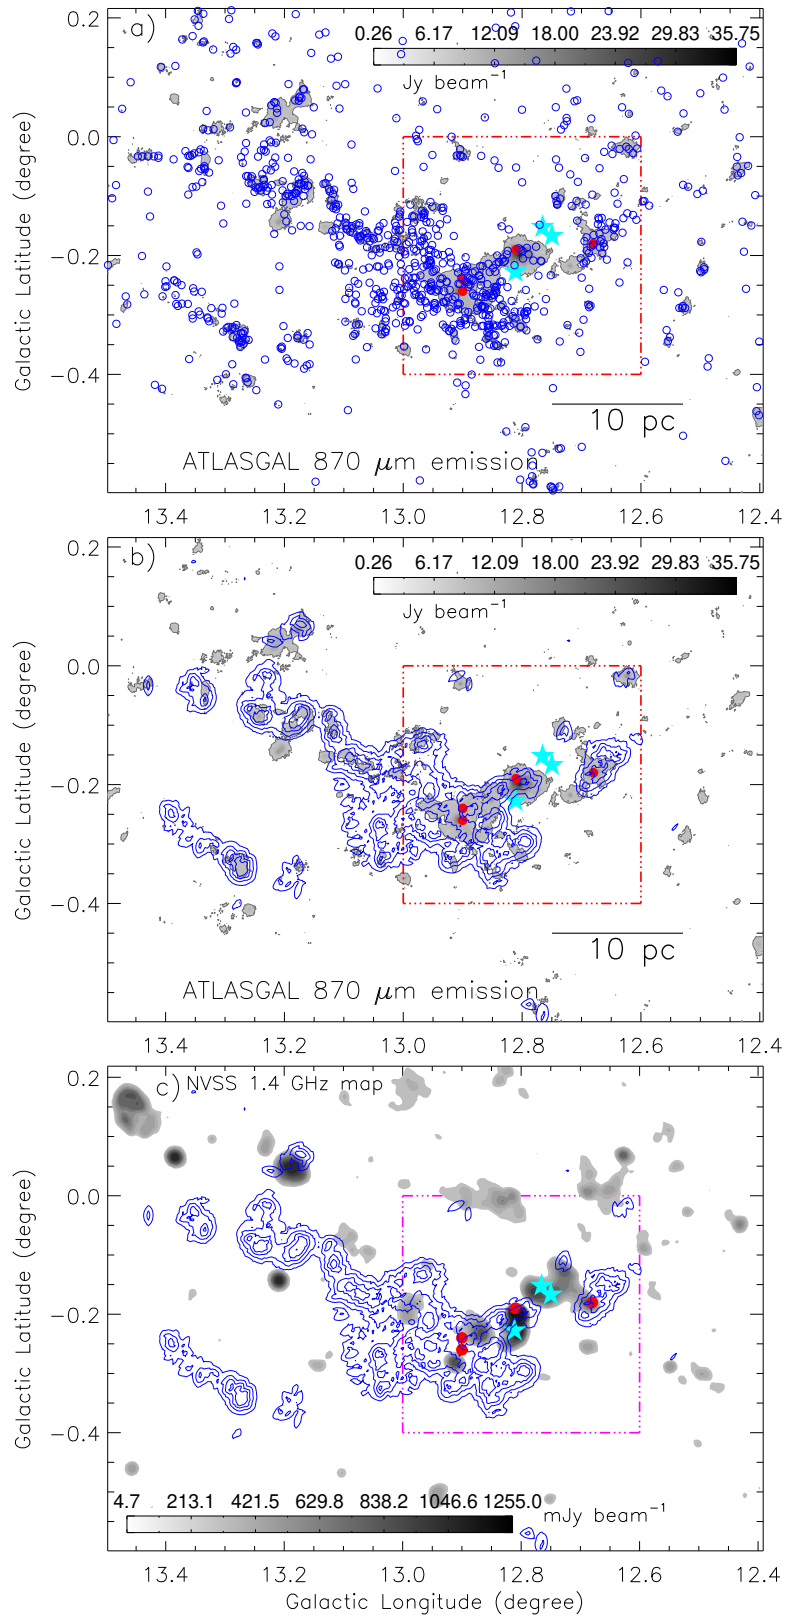 a)
0.26 6.17 12.09 18.00 23.92 29.83 35.75
Jy beam⁻¹
0.2
0.0
−0.2
−0.4
Galactic Latitude (degree)
10 pc
ATLASGAL 870 μm emission
13.4 13.2 13.0 12.8 12.6 12.4
b)
0.26 6.17 12.09 18.00 23.92 29.83 35.75
Jy beam⁻¹
0.2
0.0
−0.2
−0.4
Galactic Latitude (degree)
10 pc
ATLASGAL 870 μm emission
13.4 13.2 13.0 12.8 12.6 12.4
c) NVSS 1.4 GHz map
0.2
0.0
−0.2
−0.4
Galactic Latitude (degree)
4.7 213.1 421.5 629.8 838.2 1046.6 1255.0
mJy beam⁻¹
13.4 13.2 13.0 12.8 12.6 12.4
Galactic Longitude (degree)